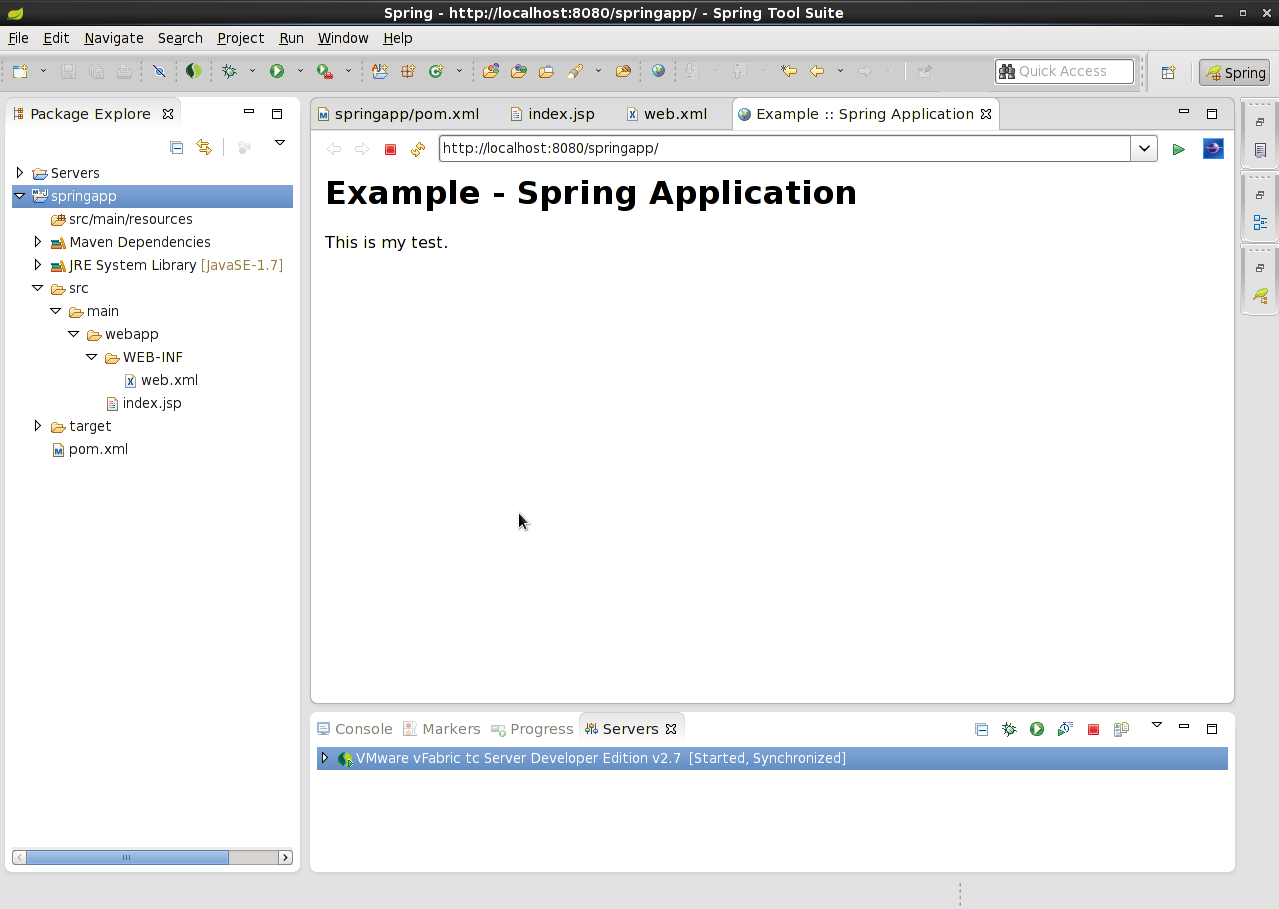 Spring - http://localhost:8080/springapp/ - Spring Tool Suite
File Edit Navigate Search Project Run Window Help
Quick Access
Spring
Package Explore
springapp/pom.xml
index.jsp
web.xml
Example :: Spring Application
http://localhost:8080/springapp/
Servers
springapp
src/main/resources
Maven Dependencies
JRE System Library [JavaSE-1.7]
src
main
webapp
WEB-INF
web.xml
index.jsp
target
pom.xml
Example - Spring Application
This is my test.
Console
Markers
Progress
Servers
VMware vFabric tc Server Developer Edition v2.7 [Started, Synchronized]